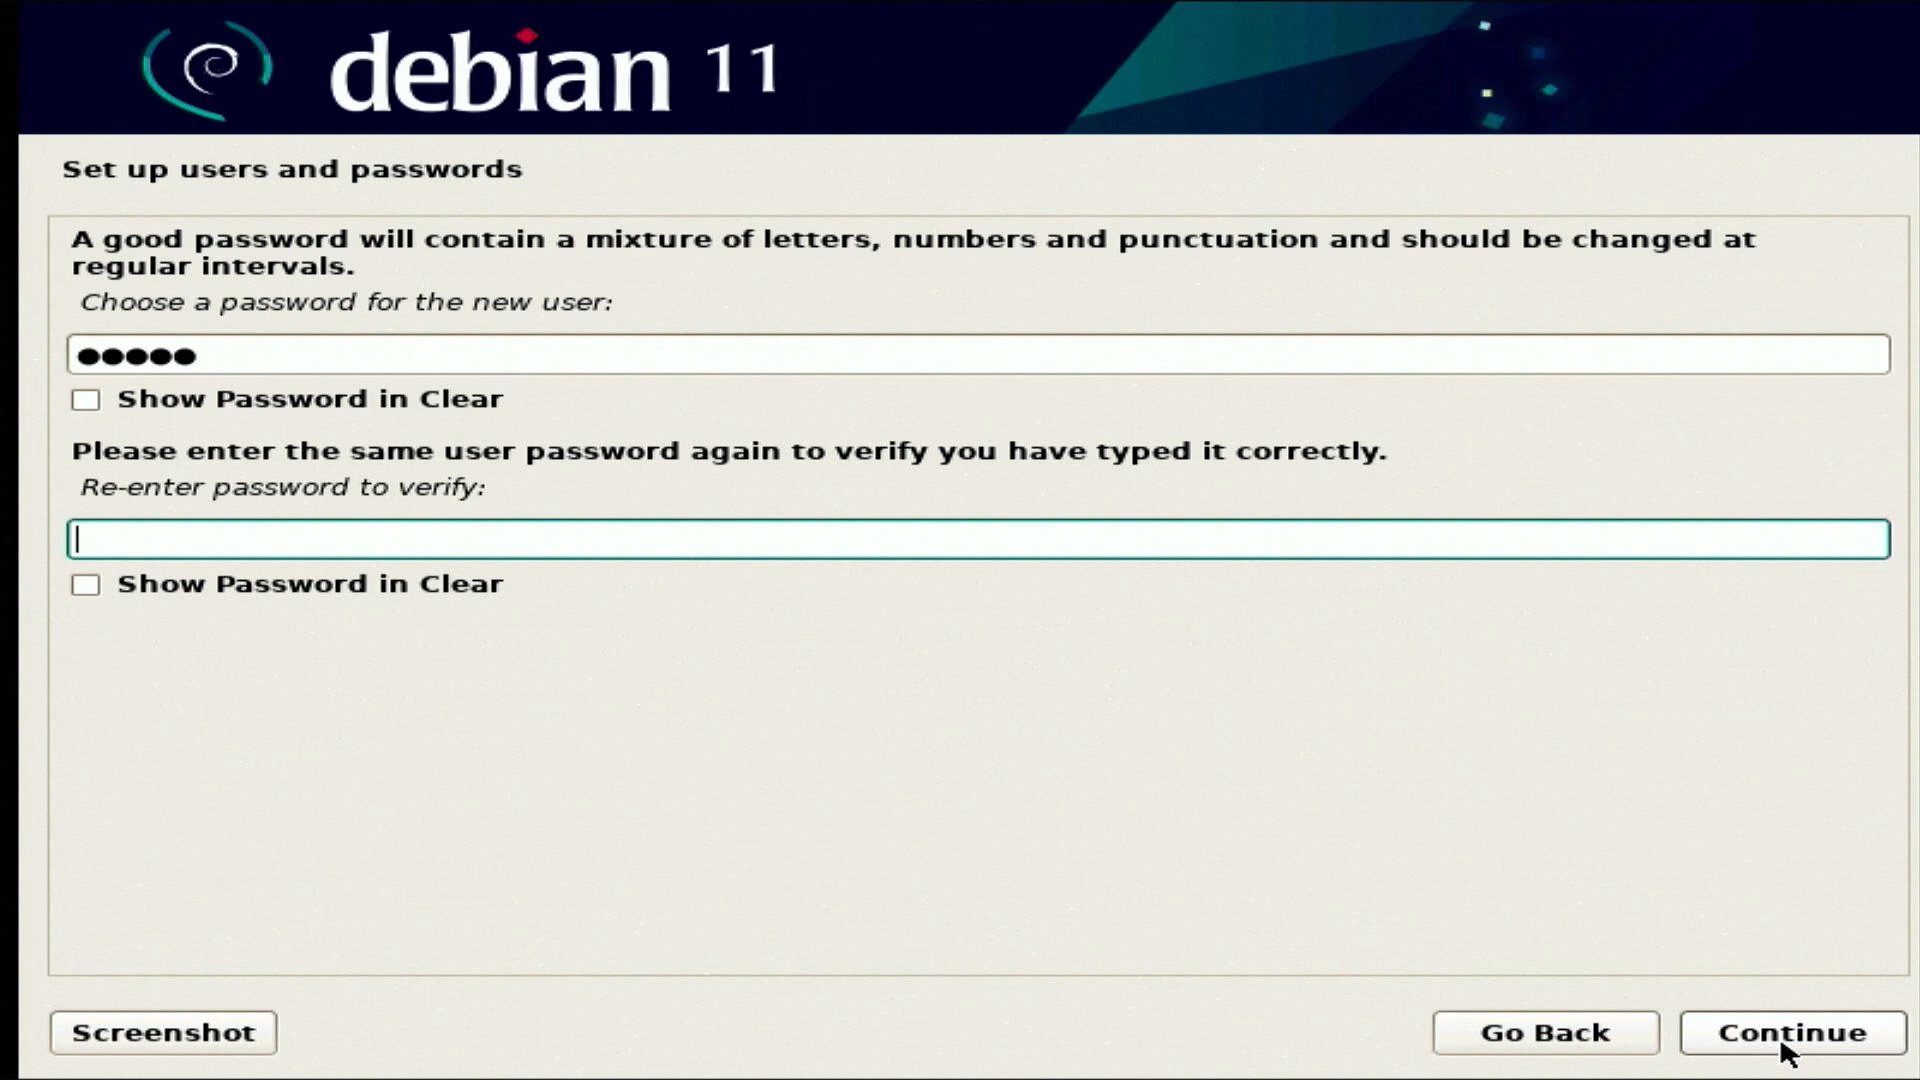 debian 11
Set up users and passwords
A good password will contain a mixture of letters, numbers and punctuation and should be changed at
regular intervals.
Choose a password for the new user:
●●●●●
Show Password in Clear
Please enter the same user password again to verify you have typed it correctly.
Re-enter password to verify:
Show Password in Clear
Screenshot
Go Back
Continue